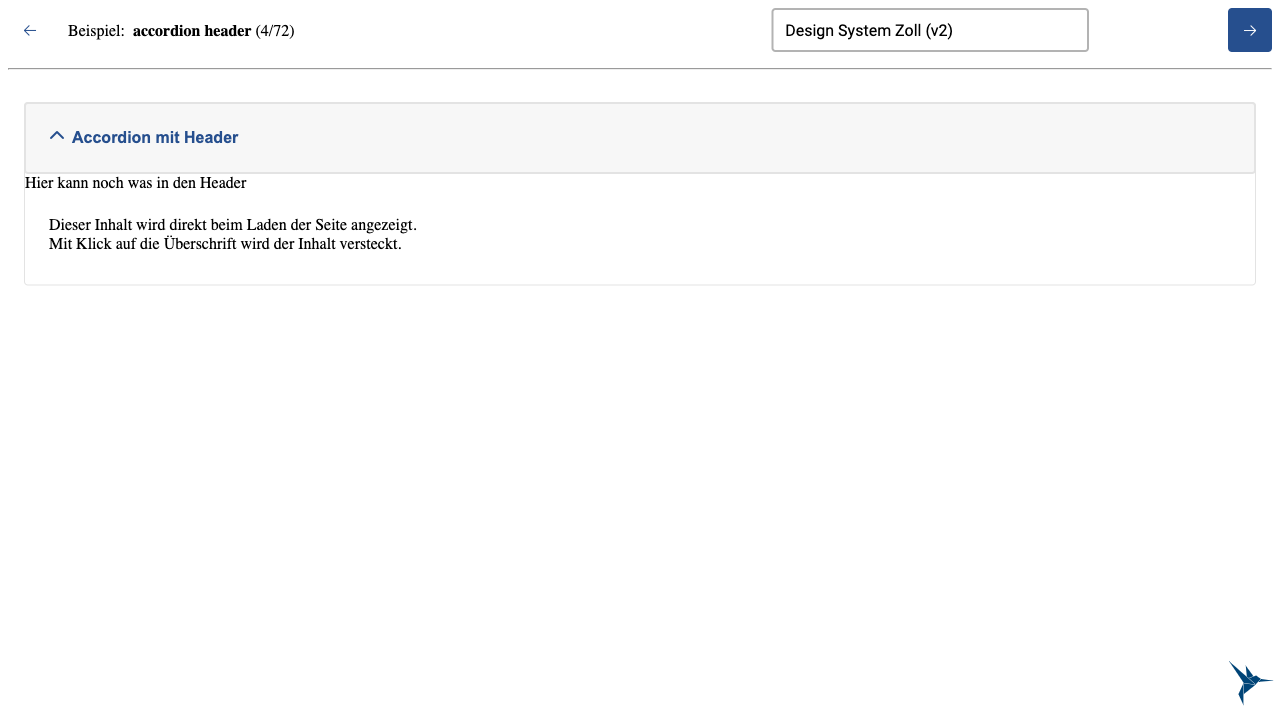 Beispiel: accordion header (4/72)
Design System Zoll (v2)
Accordion mit Header
Hier kann noch was in den Header
Dieser Inhalt wird direkt beim Laden der Seite angezeigt.
Mit Klick auf die Überschrift wird der Inhalt versteckt.